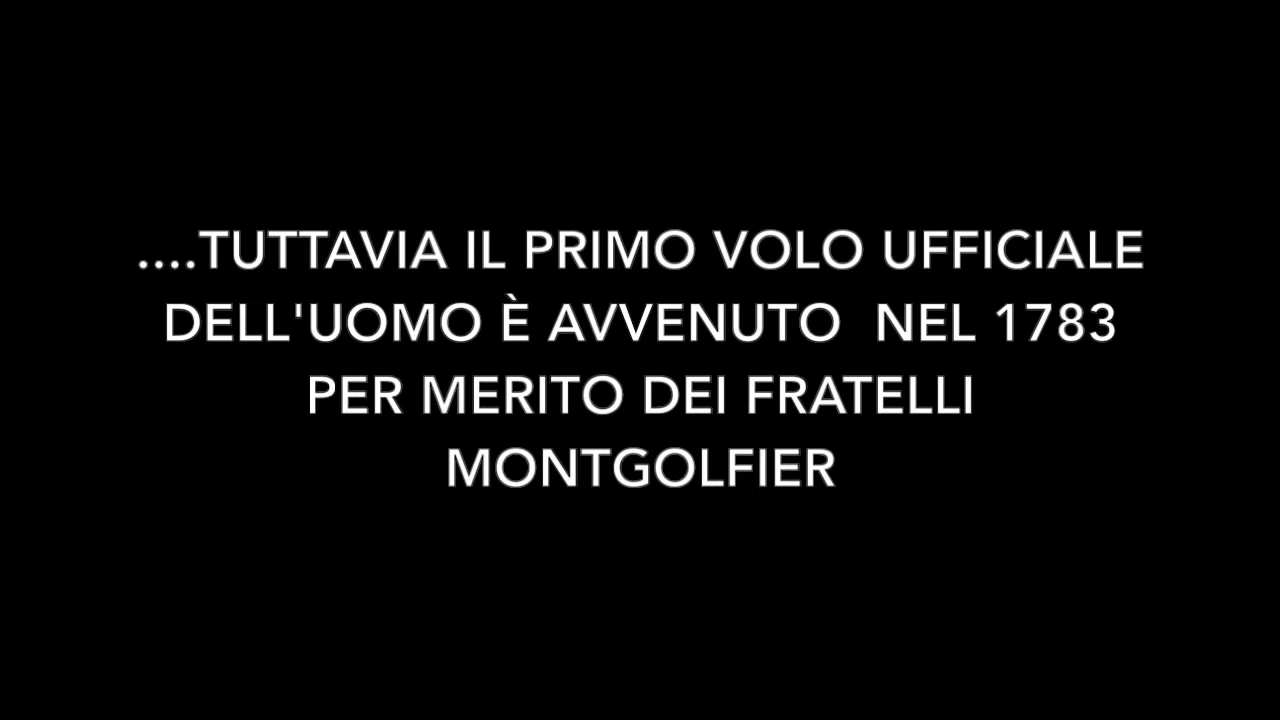 ....TUTTAVIA IL PRIMO VOLO UFFICIALE
DELL'UOMO È AVVENUTO  NEL 1783
PER MERITO DEI FRATELLI
MONTGOLFIER